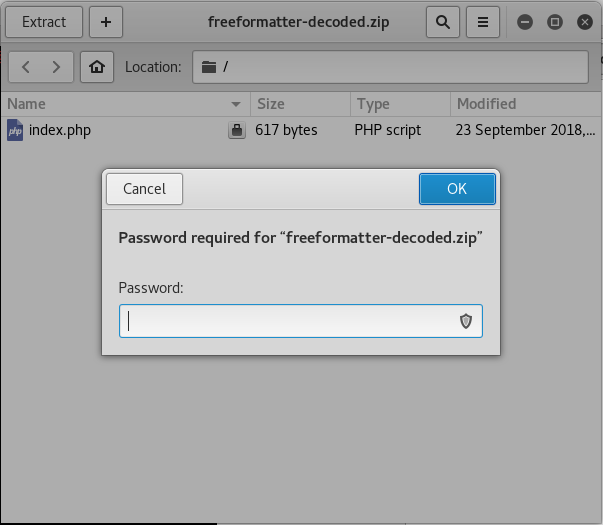 Extract + freeformatter-decoded.zip
Location: /
Name Size Type Modified
php index.php 617 bytes PHP script 23 September 2018,...
Cancel OK
Password required for “freeformatter-decoded.zip”
Password: